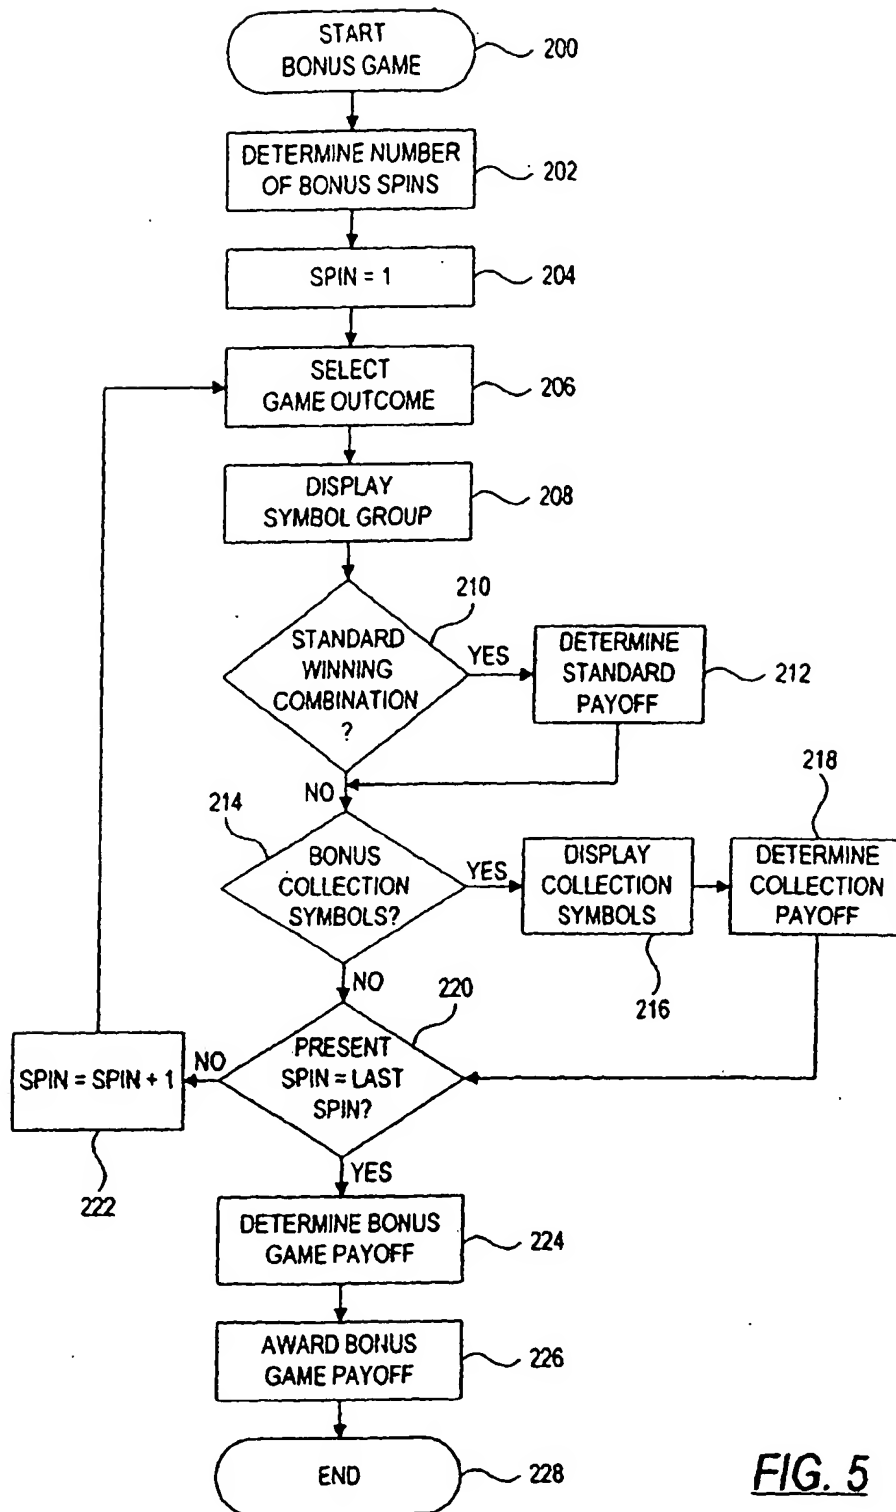 START
BONUS GAME
200
DETERMINE NUMBER
OF BONUS SPINS
202
SPIN = 1
204
SELECT
GAME OUTCOME
206
DISPLAY
SYMBOL GROUP
208
210
STANDARD
WINNING
COMBINATION
?
YES
DETERMINE
STANDARD
PAYOFF
212
NO
214
BONUS
COLLECTION
SYMBOLS?
YES
DISPLAY
COLLECTION
SYMBOLS
216
218
DETERMINE
COLLECTION
PAYOFF
NO
220
PRESENT
SPIN = LAST
SPIN?
NO
SPIN = SPIN + 1
222
YES
DETERMINE BONUS
GAME PAYOFF
224
AWARD BONUS
GAME PAYOFF
226
END
228
FIG. 5